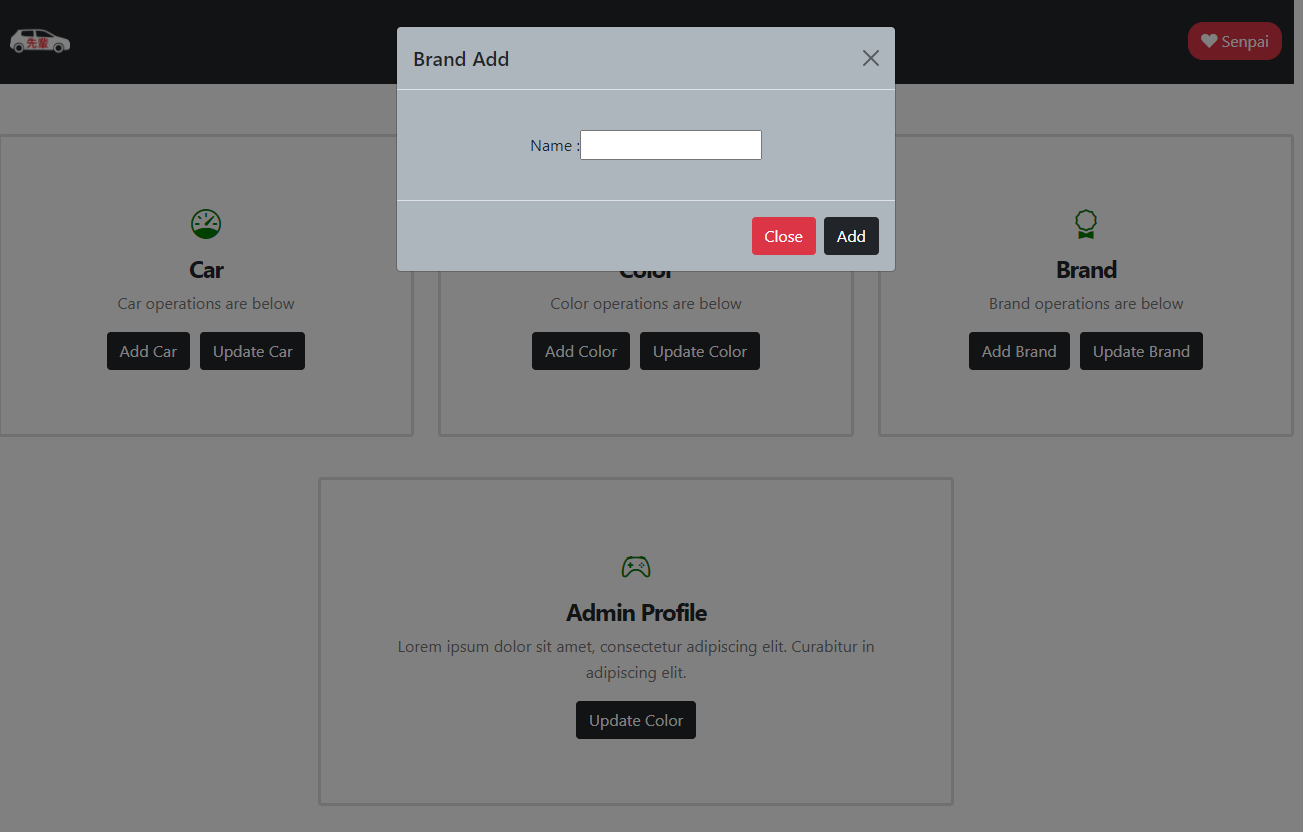 先輩
Senpai
Brand Add
Name :
Close
Add
Car
Car operations are below
Add Car
Update Car
Color
Color operations are below
Add Color
Update Color
Brand
Brand operations are below
Add Brand
Update Brand
Admin Profile
Lorem ipsum dolor sit amet, consectetur adipiscing elit. Curabitur in
adipiscing elit.
Update Color